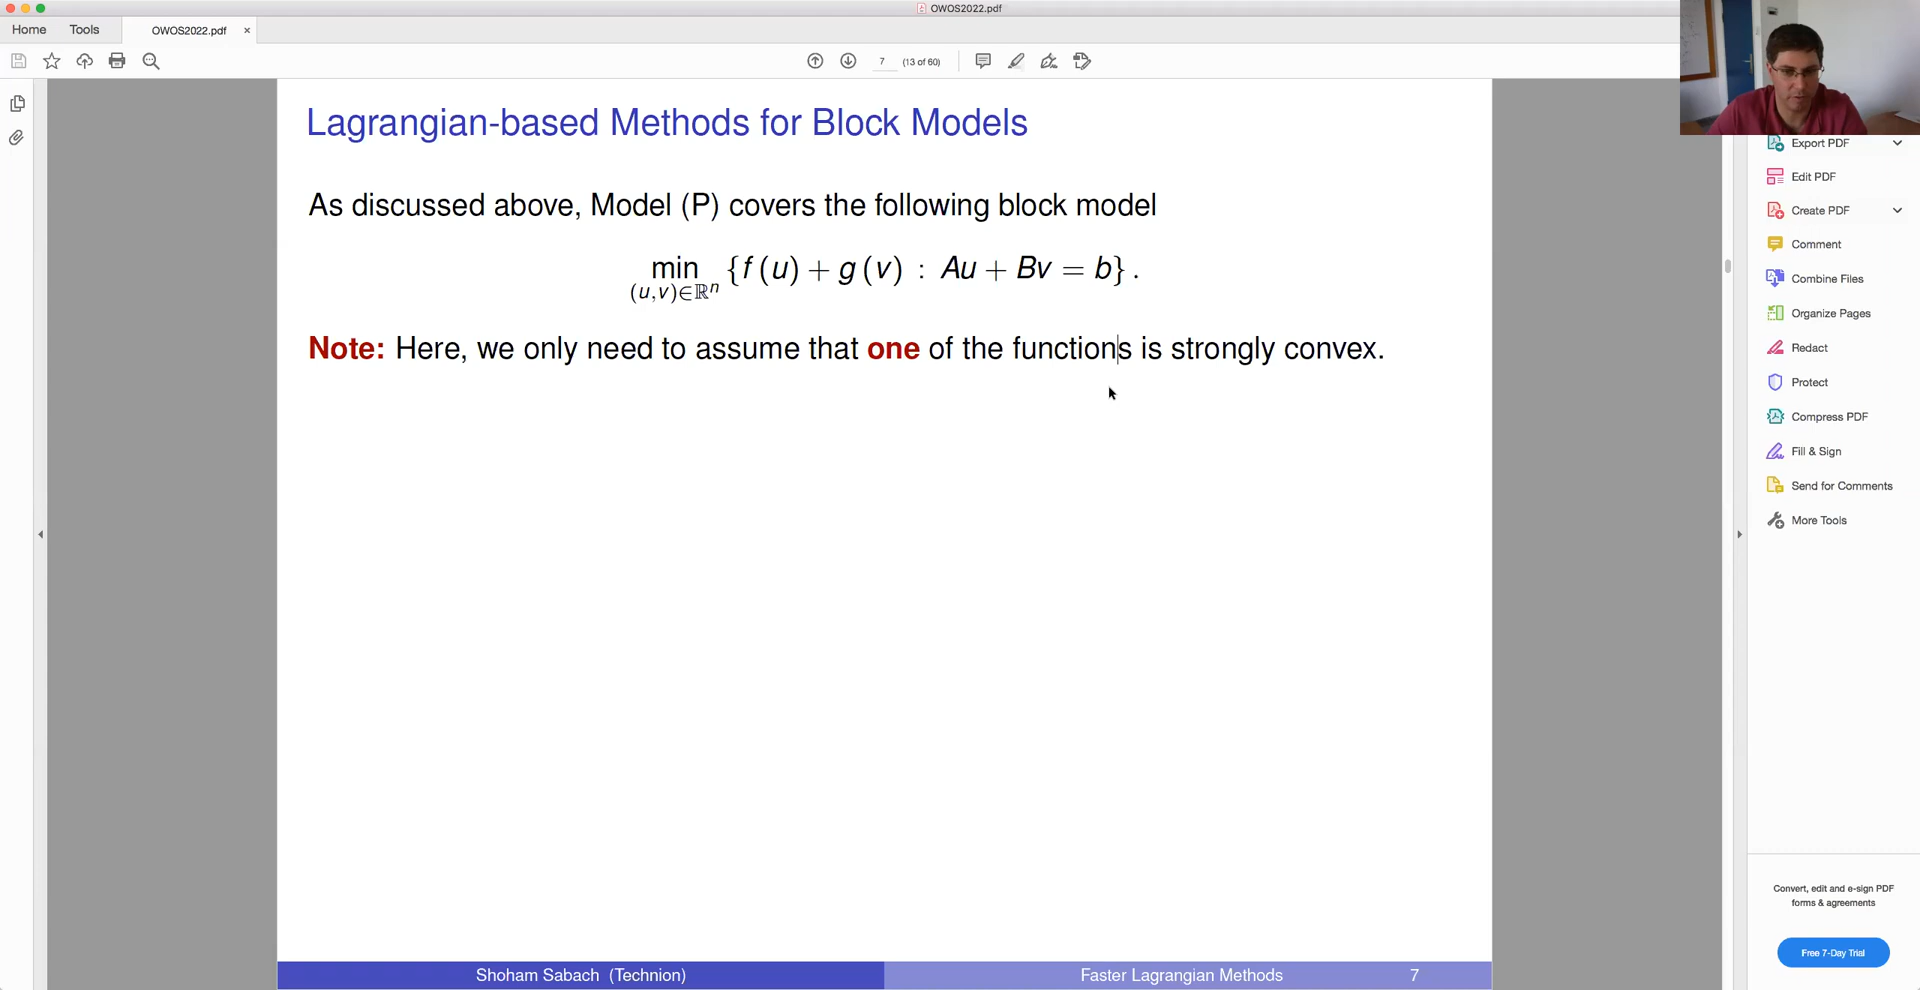 OWOS2022.pdf
Home Tools OWOS2022.pdf ×
7 (13 of 60)
Lagrangian-based Methods for Block Models
As discussed above, Model (P) covers the following block model
min {f (u) + g (v) : Au + Bv = b} .
(u,v)∈ℝⁿ
Note: Here, we only need to assume that one of the functions is strongly convex.
Shoham Sabach (Technion) Faster Lagrangian Methods 7
Export PDF
Edit PDF
Create PDF
Comment
Combine Files
Organize Pages
Redact
Protect
Compress PDF
Fill & Sign
Send for Comments
More Tools
Convert, edit and e-sign PDF
forms & agreements
Free 7-Day Trial